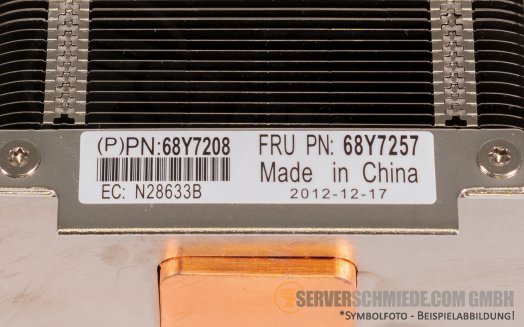 (P)PN:68Y7208 FRU PN: 68Y7257
Made in China
EC: N28633B 2012-12-17
SERVERSCHMIEDE.COM GMBH
*SYMBOLFOTO - BEISPIELABBILDUNG!